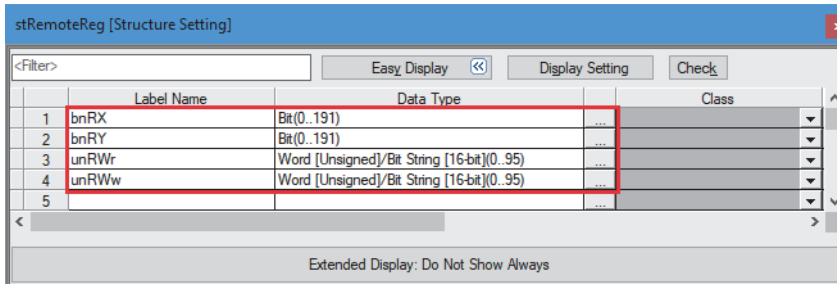 stRemoteReg [Structure Setting]
<Filter> Easy Display Display Setting Check
Label Name Data Type Class
1 bnRX Bit(0..191) ...
2 bnRY Bit(0..191) ...
3 unRWr Word [Unsigned]/Bit String [16-bit](0..95) ...
4 unRWw Word [Unsigned]/Bit String [16-bit](0..95) ...
5 ...
Extended Display: Do Not Show Always